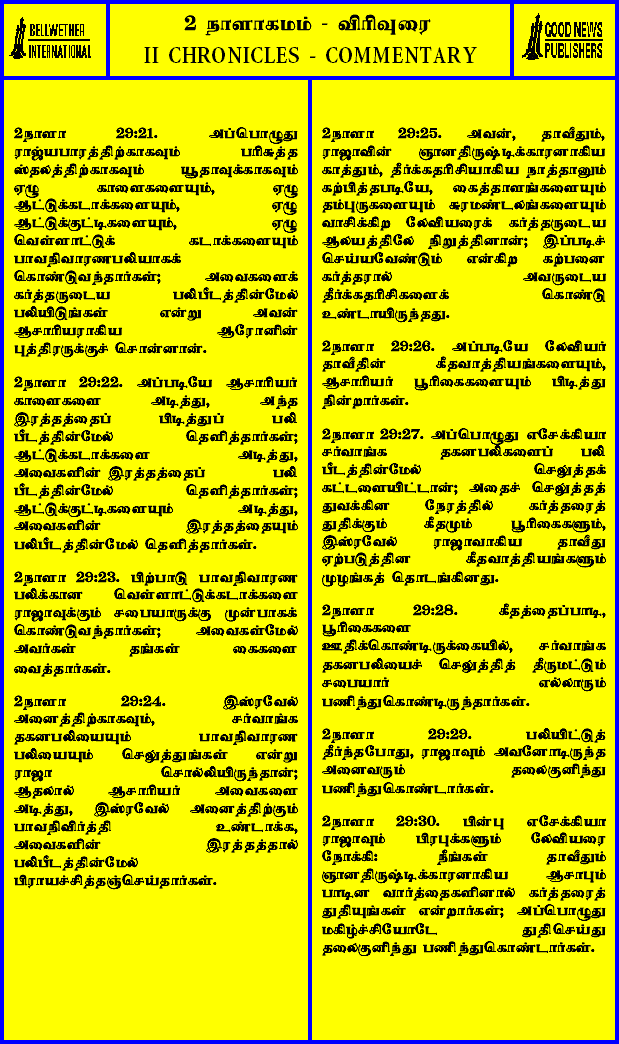 BELLWETHER
INTERNATIONAL
2 நாளாகமம் - விரிவுரை
II CHRONICLES - COMMENTARY
GOOD NEWS
PUBLISHERS
2நாளா 29:21. அப்பொழுது
ராஜ்யபாரத்திற்காகவும் பரிசுத்த
ஸ்தலத்திற்காகவும் யூதாவுக்காகவும்
ஏழு காளைகளையும், ஏழு
ஆட்டுக்கடாக்களையும், ஏழு
ஆட்டுக்குட்டிகளையும், ஏழு
வெள்ளாட்டுக் கடாக்களையும்
பாவநிவாரணபலியாகக்
கொண்டுவந்தார்கள்; அவைகளைக்
கர்த்தருடைய பலிபீடத்தின்மேல்
பலியிடுங்கள் என்று அவன்
ஆசாரியராகிய ஆரோனின்
புத்திரருக்குச் சொன்னான்.
2நாளா 29:22. அப்படியே ஆசாரியர்
காளைகளை அடித்து, அந்த
இரத்தத்தைப் பிடித்துப் பலி
பீடத்தின்மேல் தெளித்தார்கள்;
ஆட்டுக்கடாக்களை அடித்து,
அவைகளின் இரத்தத்தைப் பலி
பீடத்தின்மேல் தெளித்தார்கள்;
ஆட்டுக்குட்டிகளையும் அடித்து,
அவைகளின் இரத்தத்தையும்
பலிபீடத்தின்மேல் தெளித்தார்கள்.
2நாளா 29:23. பிற்பாடு பாவநிவாரண
பலிக்கான வெள்ளாட்டுக்கடாக்களை
ராஜாவுக்கும் சபையாருக்கு முன்பாகக்
கொண்டுவந்தார்கள்; அவைகள்மேல்
அவர்கள் தங்கள் கைகளை
வைத்தார்கள்.
2நாளா 29:24. இஸ்ரவேல்
அனைத்திற்காகவும், சர்வாங்க
தகனபலியையும் பாவநிவாரண
பலியையும் செலுத்துங்கள் என்று
ராஜா சொல்லியிருந்தான்;
ஆதலால் ஆசாரியர் அவைகளை
அடித்து, இஸ்ரவேல் அனைத்திற்கும்
பாவநிவிர்த்தி உண்டாக்க,
அவைகளின் இரத்தத்தால்
பலிபீடத்தின்மேல்
பிராயச்சித்தஞ்செய்தார்கள்.
2நாளா 29:25. அவன், தாவீதும்,
ராஜாவின் ஞானதிருஷ்டிக்காரனாகிய
காத்தும், தீர்க்கதரிசியாகிய நாத்தானும்
கற்பித்தபடியே, கைத்தாளங்களையும்
தம்புருகளையும் சுரமண்டலங்களையும்
வாசிக்கிற லேவியரைக் கர்த்தருடைய
ஆலயத்திலே நிறுத்தினான்; இப்படிச்
செய்யவேண்டும் என்கிற கற்பனை
கர்த்தரால் அவருடைய
தீர்க்கதரிசிகளைக் கொண்டு
உண்டாயிருந்தது.
2நாளா 29:26. அப்படியே லேவியர்
தாவீதின் கீதவாத்தியங்களையும்,
ஆசாரியர் பூரிகைகளையும் பிடித்து
நின்றார்கள்.
2நாளா 29:27. அப்பொழுது எசேக்கியா
சர்வாங்க தகனபலிகளைப் பலி
பீடத்தின்மேல் செலுத்தக்
கட்டளையிட்டான்; அதைச் செலுத்தத்
துவக்கின நேரத்தில் கர்த்தரைத்
துதிக்கும் கீதமும் பூரிகைகளும்,
இஸ்ரவேல் ராஜாவாகிய தாவீது
ஏற்படுத்தின கீதவாத்தியங்களும்
முழங்கத் தொடங்கினது.
2நாளா 29:28. கீதத்தைப்பாடி,
பூரிகைகளை
ஊதிக்கொண்டிருக்கையில், சர்வாங்க
தகனபலியைச் செலுத்தித் தீருமட்டும்
சபையார் எல்லாரும்
பணிந்துகொண்டிருந்தார்கள்.
2நாளா 29:29. பலியிட்டுத்
தீர்ந்தபோது, ராஜாவும் அவனோடிருந்த
அனைவரும் தலைகுனிந்து
பணிந்துகொண்டார்கள்.
2நாளா 29:30. பின்பு எசேக்கியா
ராஜாவும் பிரபுக்களும் லேவியரை
நோக்கி: நீங்கள் தாவீதும்
ஞானதிருஷ்டிக்காரனாகிய ஆசாபும்
பாடின வார்த்தைகளினால் கர்த்தரைத்
துதியுங்கள் என்றார்கள்; அப்பொழுது
மகிழ்ச்சியோடே துதிசெய்து
தலைகுனிந்து பணிந்துகொண்டார்கள்.